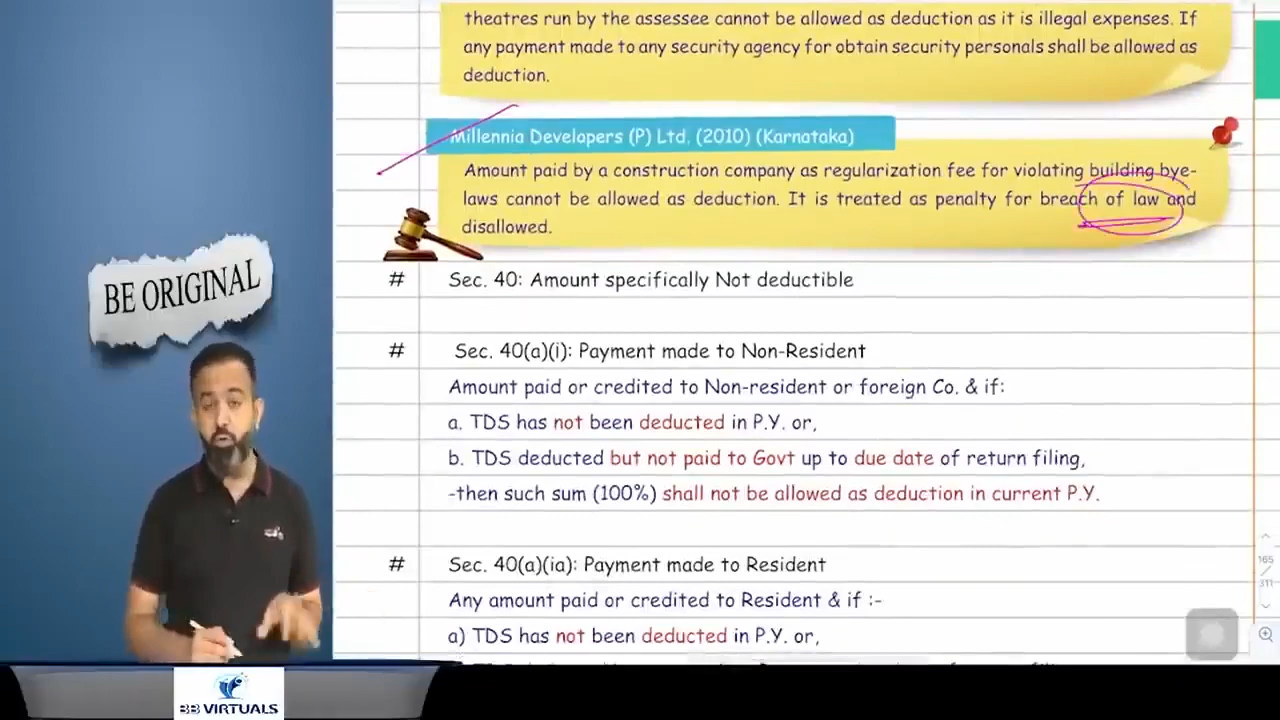 theatres run by the assessee cannot be allowed as deduction as it is illegal expenses. If
any payment made to any security agency for obtain security personals shall be allowed as
deduction.
Millennia Developers (P) Ltd. (2010) (Karnataka)
Amount paid by a construction company as regularization fee for violating building bye-
laws cannot be allowed as deduction. It is treated as penalty for breach of law and
disallowed.
# Sec. 40: Amount specifically Not deductible
# Sec. 40(a)(i): Payment made to Non-Resident
Amount paid or credited to Non-resident or foreign Co. & if:
a. TDS has not been deducted in P.Y. or,
b. TDS deducted but not paid to Govt up to due date of return filing,
-then such sum (100%) shall not be allowed as deduction in current P.Y.
# Sec. 40(a)(ia): Payment made to Resident
Any amount paid or credited to Resident & if :-
a) TDS has not been deducted in P.Y. or,
BE ORIGINAL
BB VIRTUALS
165
/
311